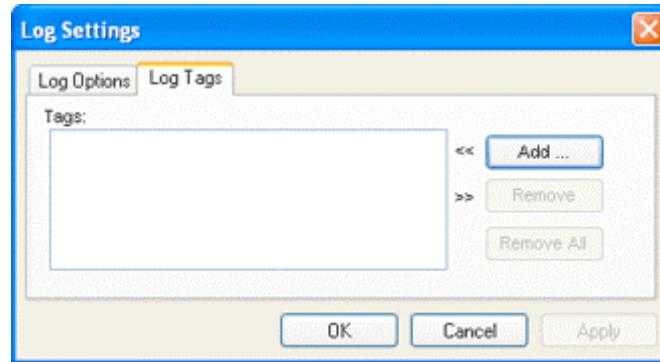 Log Settings
Log Options Log Tags
Tags:
<< Add ...
>> Remove
Remove All
OK Cancel Apply